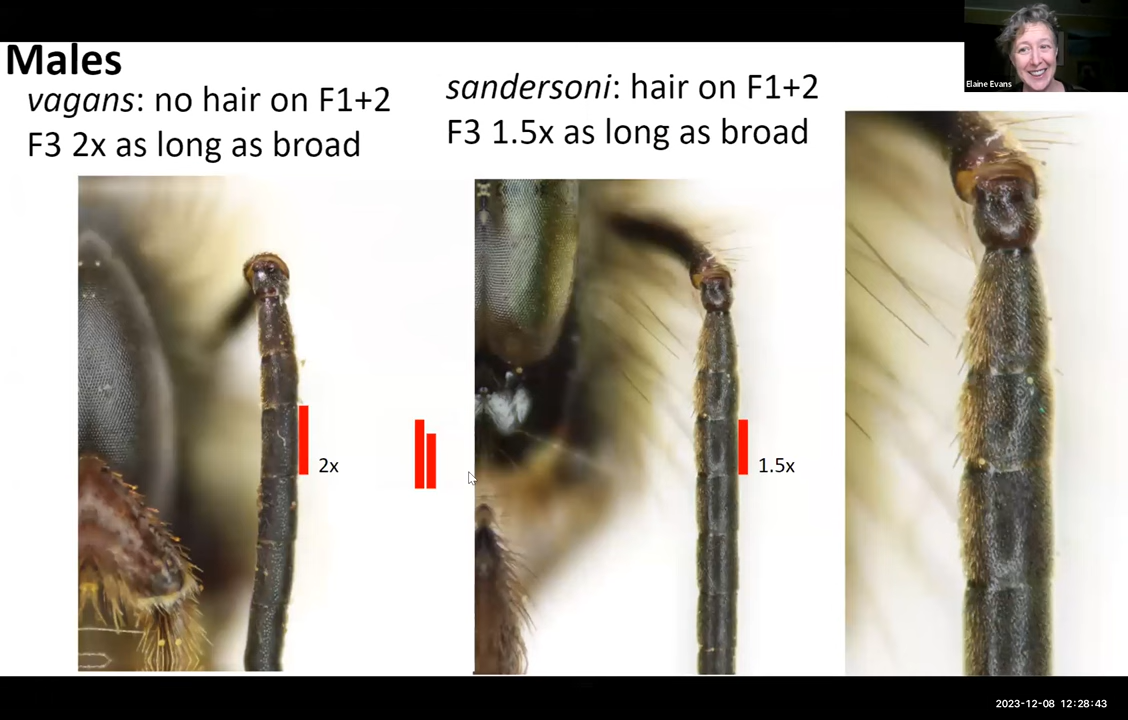 Males
vagans: no hair on F1+2
F3 2x as long as broad
sandersoni: hair on F1+2
F3 1.5x as long as broad
Elaine Evans
2x
1.5x
2023-12-08 12:28:43